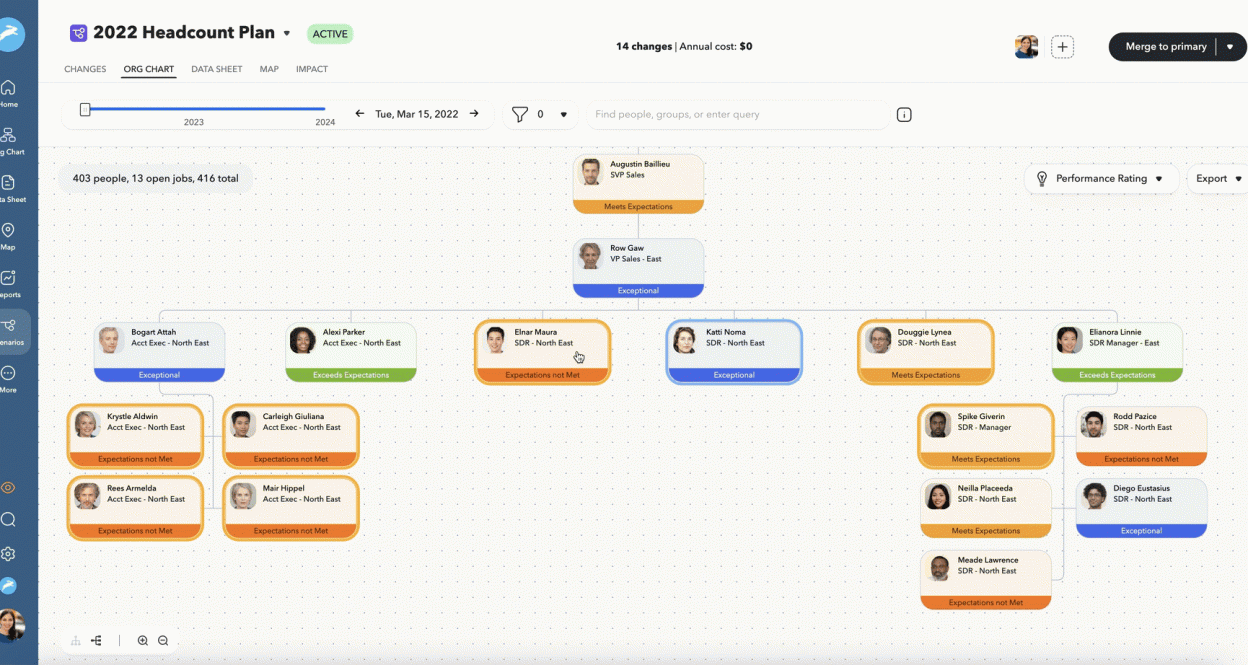 2022 Headcount Plan
ACTIVE
14 changes | Annual cost: $0
Merge to primary
CHANGES
ORG CHART
DATA SHEET
MAP
IMPACT
2023
2024
Tue, Mar 15, 2022
0
Find people, groups, or enter query
403 people, 13 open jobs, 416 total
Performance Rating
Export
Home
g Chart
ta Sheet
Map
eports
enarios
More
Augustin Baillieu
SVP Sales
Meets Expectations
Row Gaw
VP Sales - East
Exceptional
Bogart Attah
Acct Exec - North East
Exceptional
Alexi Parker
Acct Exec - North East
Exceeds Expectations
Elnar Maura
SDR - North East
Expectations not Met
Katti Noma
SDR - North East
Exceptional
Douggie Lynea
SDR - North East
Meets Expectations
Elianora Linnie
SDR Manager - East
Exceeds Expectations
Krystle Aldwin
Acct Exec - North East
Expectations not Met
Carleigh Giuliana
Acct Exec - North East
Expectations not Met
Spike Giverin
SDR - Manager
Meets Expectations
Rodd Pazice
SDR - North East
Expectations not Met
Rees Armelda
Acct Exec - North East
Expectations not Met
Mair Hippel
Acct Exec - North East
Expectations not Met
Neilla Placeeda
SDR - North East
Meets Expectations
Diego Eustasius
SDR - North East
Exceptional
Meade Lawrence
SDR - North East
Expectations not Met